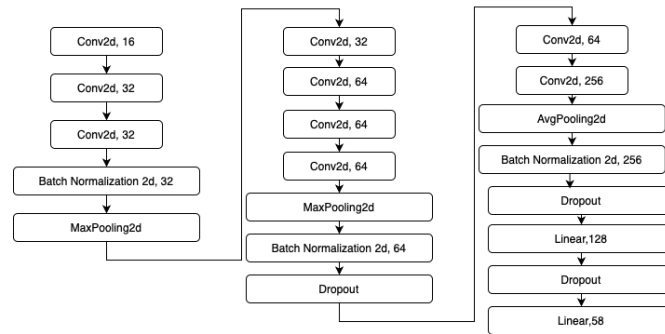 Conv2d, 16
Conv2d, 32
Conv2d, 32
Batch Normalization 2d, 32
MaxPooling2d
Conv2d, 32
Conv2d, 64
Conv2d, 64
Conv2d, 64
MaxPooling2d
Batch Normalization 2d, 64
Dropout
Conv2d, 64
Conv2d, 256
AvgPooling2d
Batch Normalization 2d, 256
Dropout
Linear,128
Dropout
Linear,58